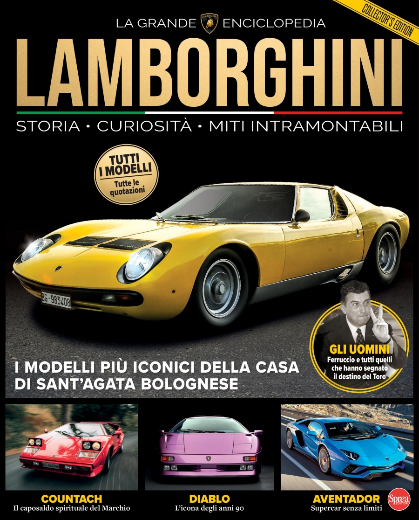 COLLECTOR'S EDITION
LA GRANDE ENCICLOPEDIA
LAMBORGHINI
STORIA • CURIOSITÀ • MITI INTRAMONTABILI
TUTTI
I MODELLI
Tutte le
quotazioni
GLI UOMINI
Ferruccio e tutti quelli
che hanno segnato
il destino del Toro
I MODELLI PIÙ ICONICI DELLA CASA
DI SANT'AGATA BOLOGNESE
COUNTACH
Il caposaldo spirituale del Marchio
DIABLO
L'icona degli anni 90
AVENTADOR
Supercar senza limiti
Sprea